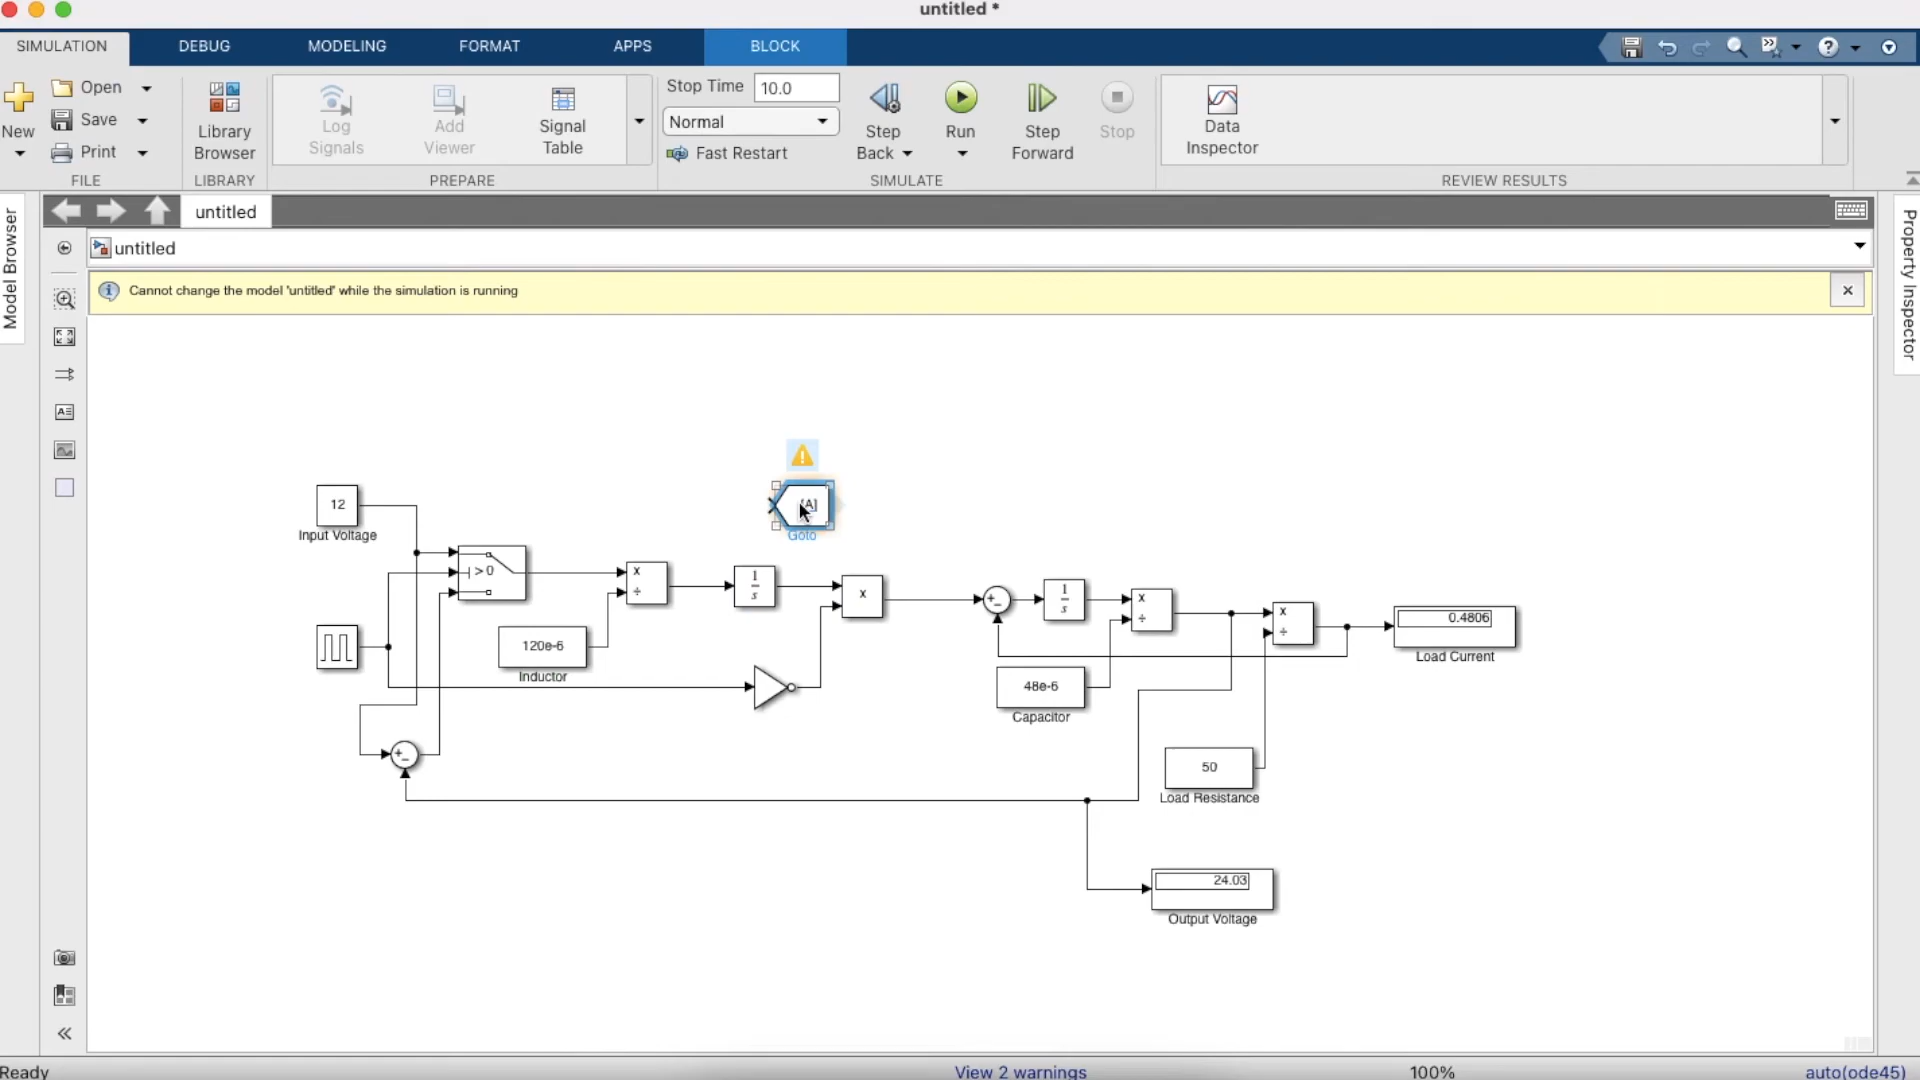 untitled *
SIMULATION
DEBUG
MODELING
FORMAT
APPS
BLOCK
New
Open
Save
Print
FILE
Library
Browser
LIBRARY
Log
Signals
Add
Viewer
Signal
Table
PREPARE
Stop Time
10.0
Normal
Fast Restart
Step
Back
Run
Step
Forward
Stop
SIMULATE
Data
Inspector
REVIEW RESULTS
Model Browser
Property Inspector
untitled
untitled
Cannot change the model 'untitled' while the simulation is running
[A]
Goto
12
Input Voltage
> 0
120e-6
Inductor
x
÷
1
s
x
+
−
1
s
x
÷
48e-6
Capacitor
x
÷
0.4806
Load Current
50
Load Resistance
+
−
24.03
Output Voltage
Ready
View 2 warnings
100%
auto(ode45)